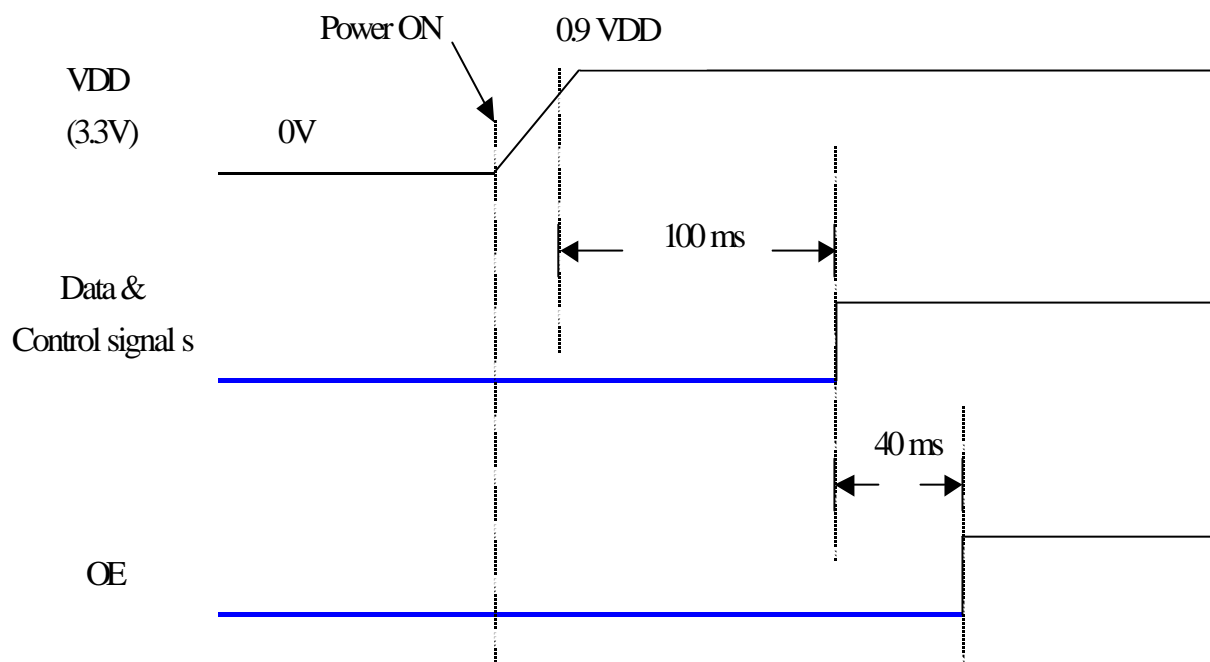 Power ON
0.9 VDD
VDD
(3.3V)
0V
100 ms
Data &
Control signal s
40 ms
OE